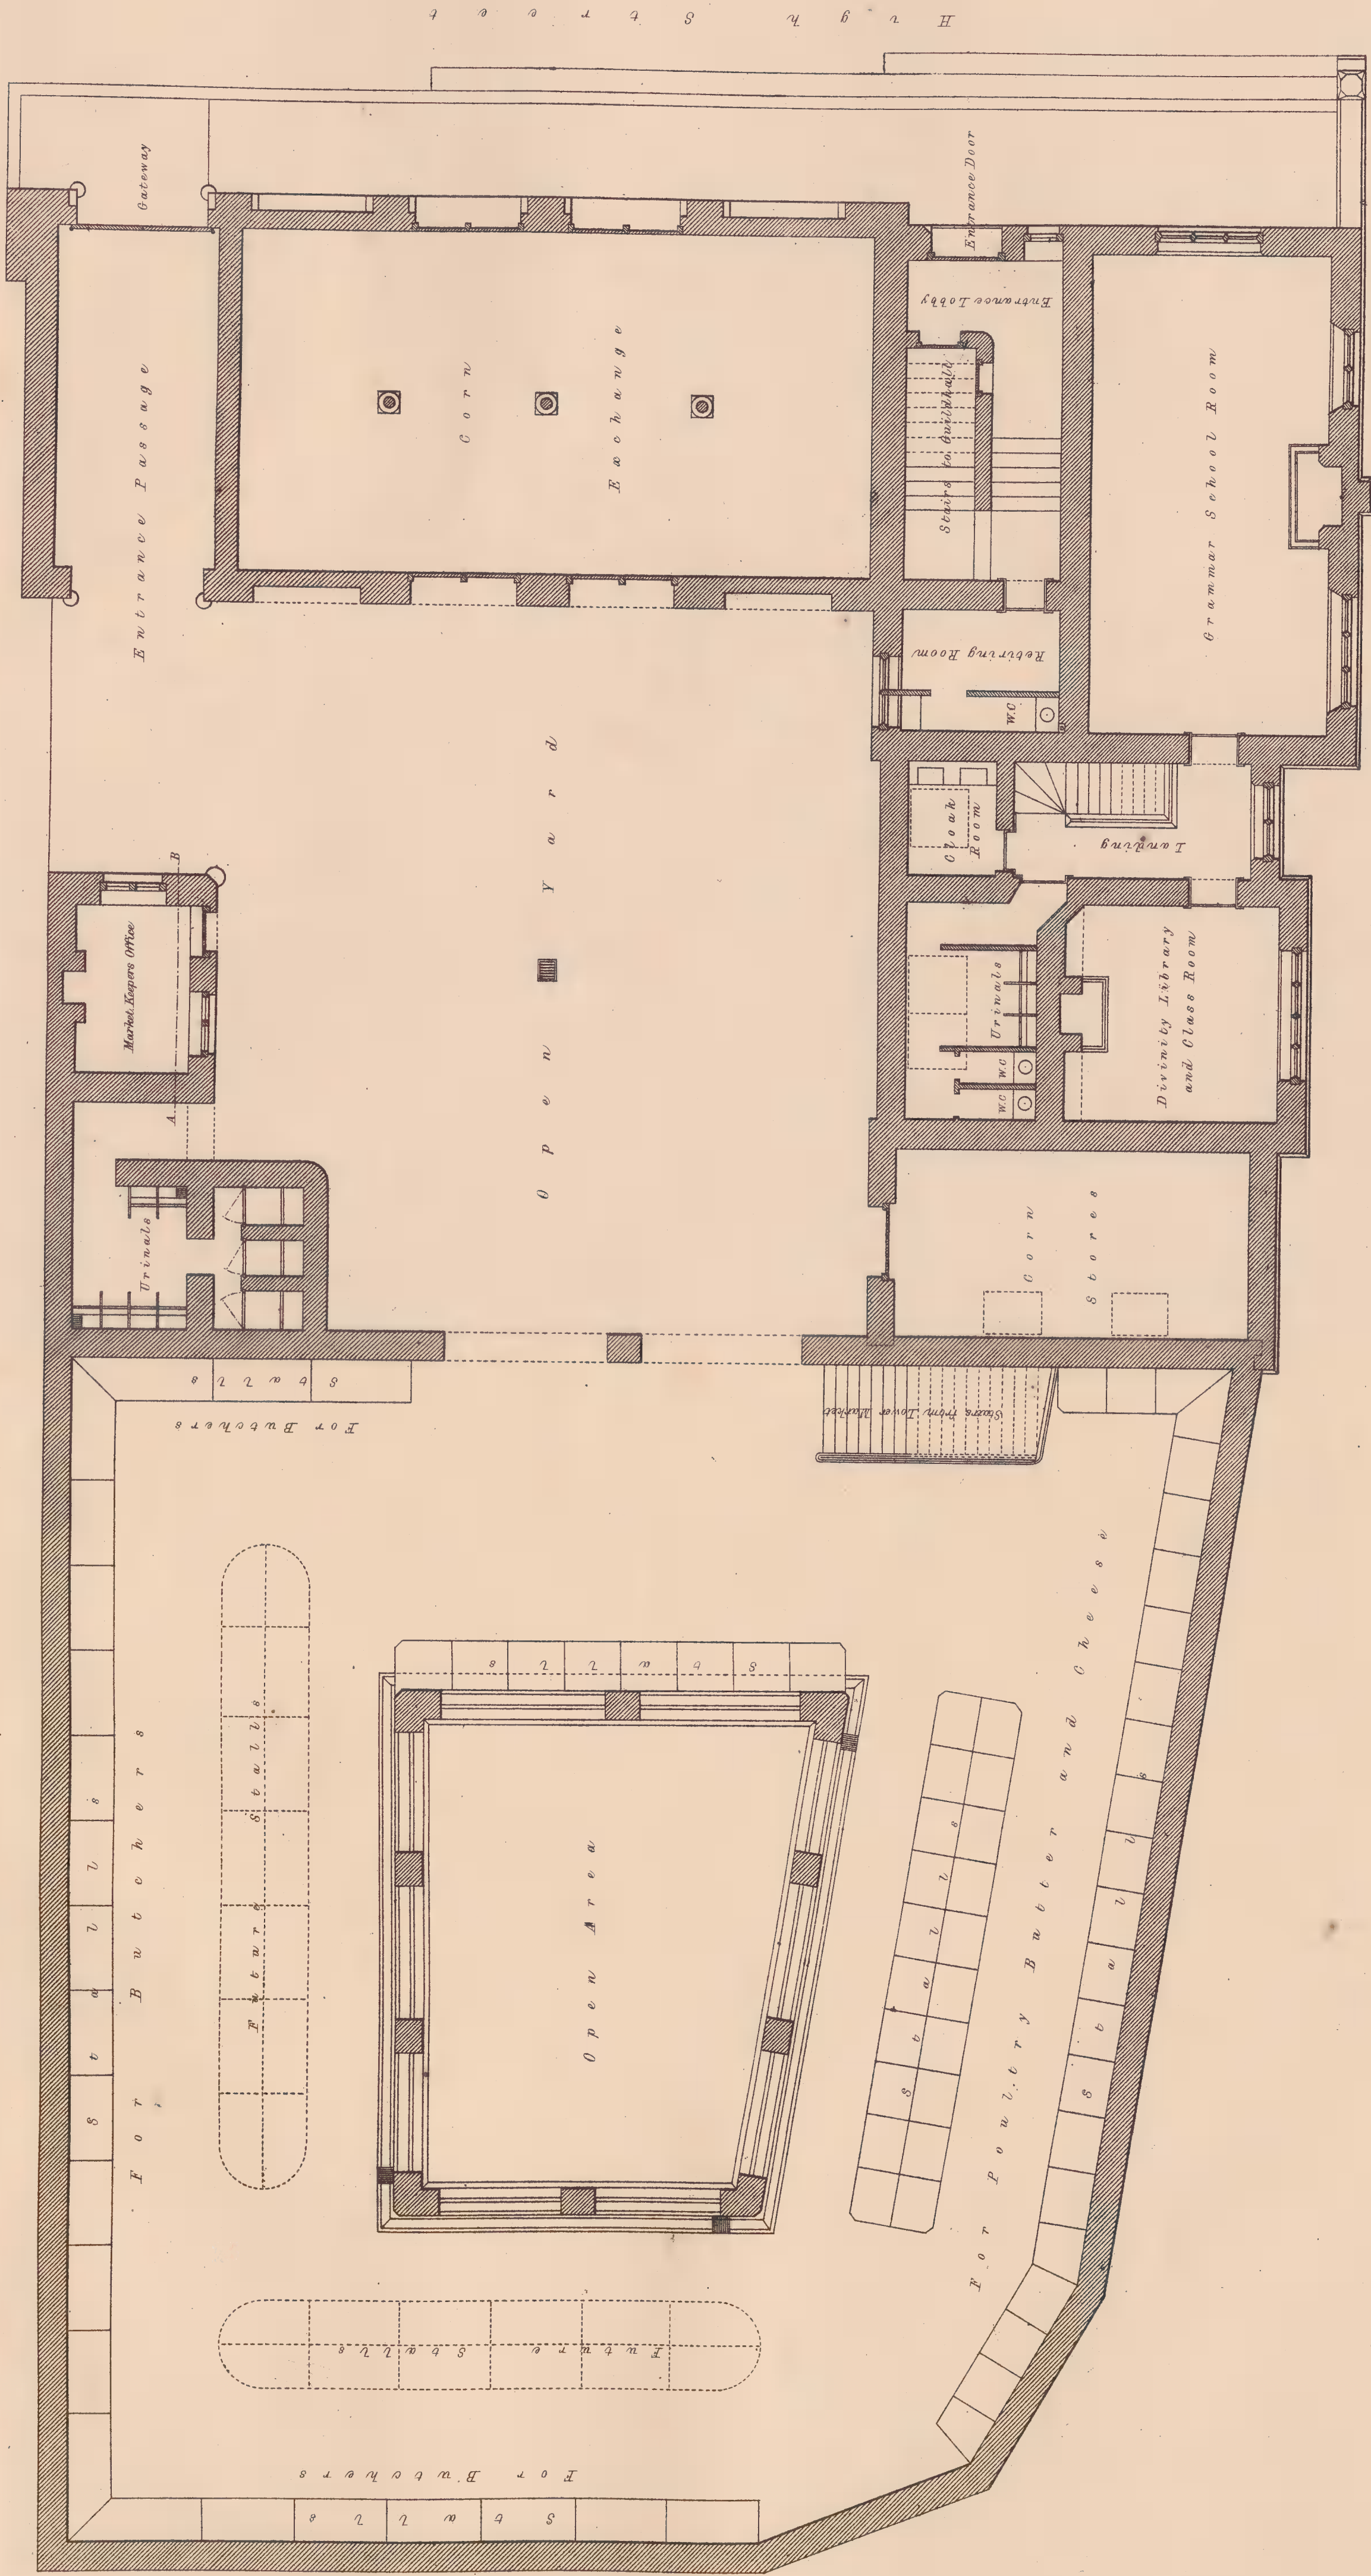 High Street
Gateway
Entrance Door
Entrance Passage
Corn
Exchange
Entrance Lobby
Stairs to Guildhall
Grammar School Room
Retiring Room
W.C
Open Yard
Cloak
Room
Landing
Market Keepers Office
A
B
Urinals
W.C
W.C
Divinity Library
and Class Room
Urinals
Corn
Stores
Stalls
For Butchers
Stairs from Lower Market
Stalls
For Butchers
Future Stalls
Stalls
Open Area
Stalls
For Poultry Butter and Cheese
Stalls
Future Stalls
For Butchers
Stalls